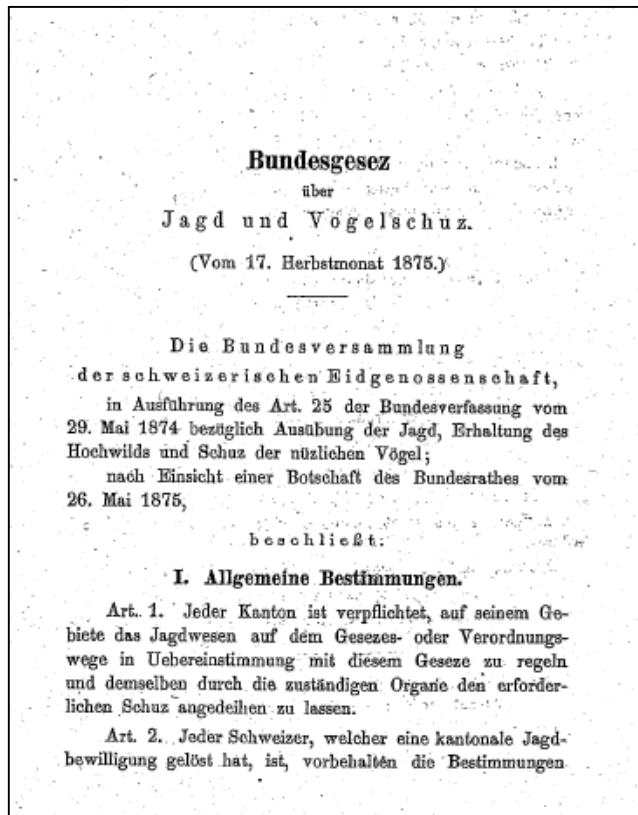 Bundesgesez
über
Jagd und Vogelschuz.
(Vom 17. Herbstmonat 1875.)
Die Bundesversammlung
der schweizerischen Eidgenossenschaft,
in Ausführung des Art. 25 der Bundesverfassung vom
29. Mai 1874 bezüglich Ausübung der Jagd, Erhaltung des
Hochwilds und Schuz der nüzlichen Vögel;
nach Einsicht einer Botschaft des Bundesrathes vom
26. Mai 1875,
beschließt:
I. Allgemeine Bestimmungen.
Art. 1. Jeder Kanton ist verpflichtet, auf seinem Ge-
biete das Jagdwesen auf dem Gesezes- oder Verordnungs-
wege in Uebereinstimmung mit diesem Geseze zu regeln
und demselben durch die zuständigen Organe den erforder-
lichen Schuz angedeihen zu lassen.
Art. 2. Jeder Schweizer, welcher eine kantonale Jagd-
bewilligung gelöst hat, ist, vorbehalten die Bestimmungen